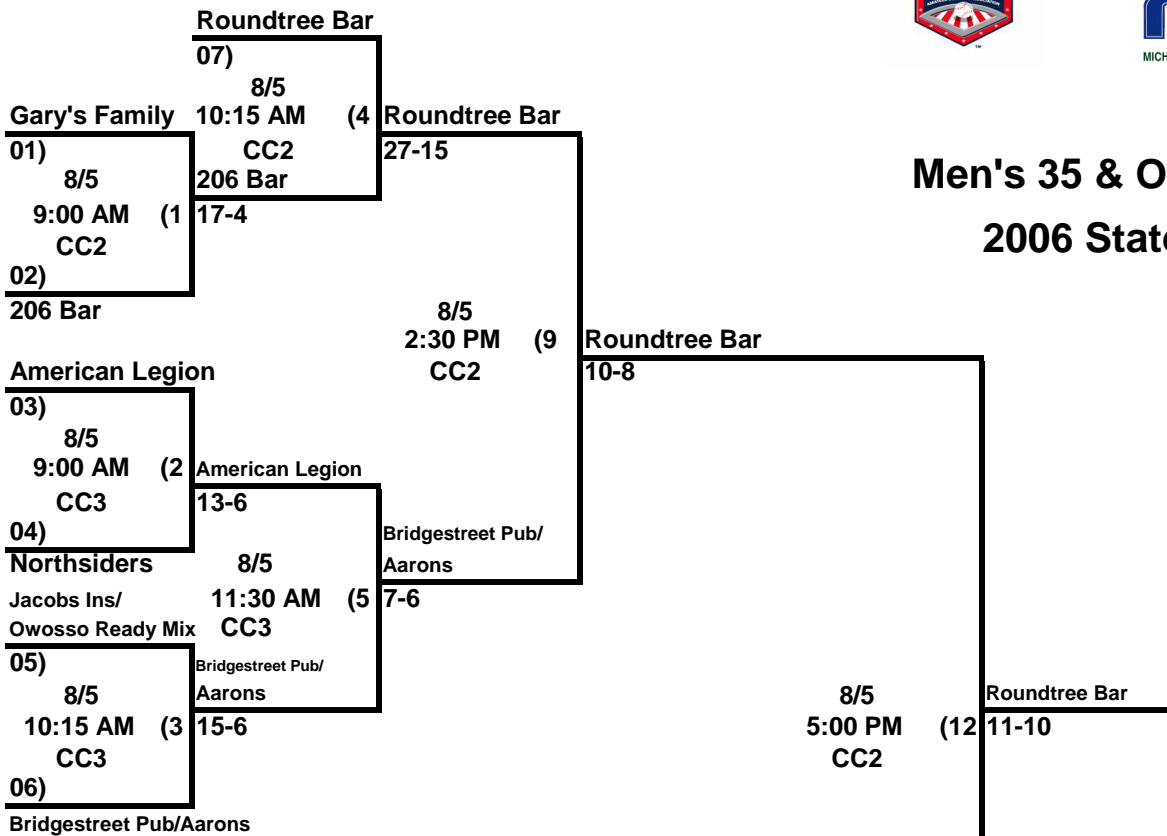 Roundtree Bar
07)
8/5
Gary's Family 10:15 AM (4 Roundtree Bar
01) CC2 27-15
8/5 206 Bar
9:00 AM (1 17-4
CC2
02)
206 Bar
Men's 35 & O
2006 State
8/5
2:30 PM (9 Roundtree Bar
American Legion CC2 10-8
03)
8/5
9:00 AM (2 American Legion
CC3 13-6
04) Bridgestreet Pub/
Northsiders 8/5 Aarons
Jacobs Ins/ 11:30 AM (5 7-6
Owosso Ready Mix CC3
05) Bridgestreet Pub/
8/5 Aarons 8/5 Roundtree Bar
10:15 AM (3 15-6 5:00 PM (12 11-10
CC3 CC2
06)
Bridgestreet Pub/Aarons
MICH